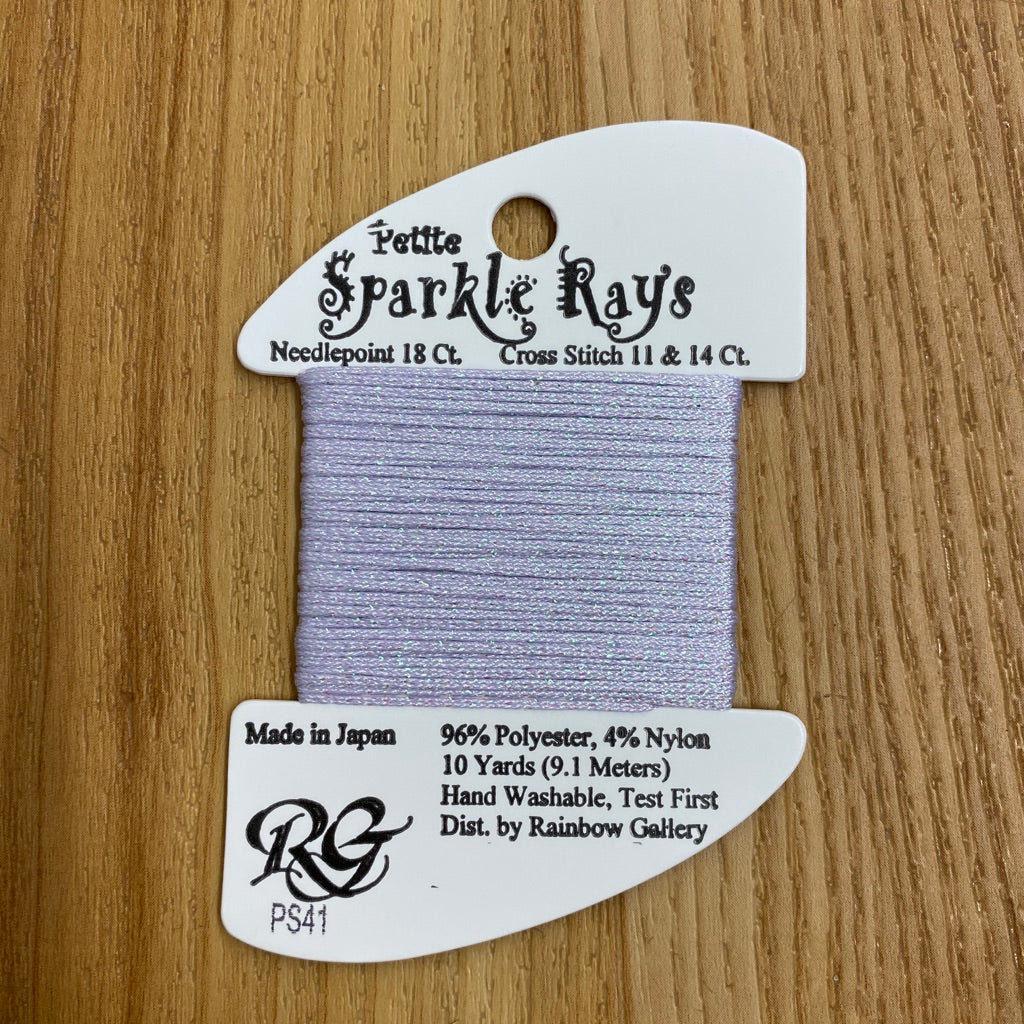 Petite
Sparkle Rays
Needlepoint 18 Ct. Cross Stitch 11 & 14 Ct.
Made in Japan
96% Polyester, 4% Nylon
10 Yards (9.1 Meters)
Hand Washable, Test First
Dist. by Rainbow Gallery
RG
PS41